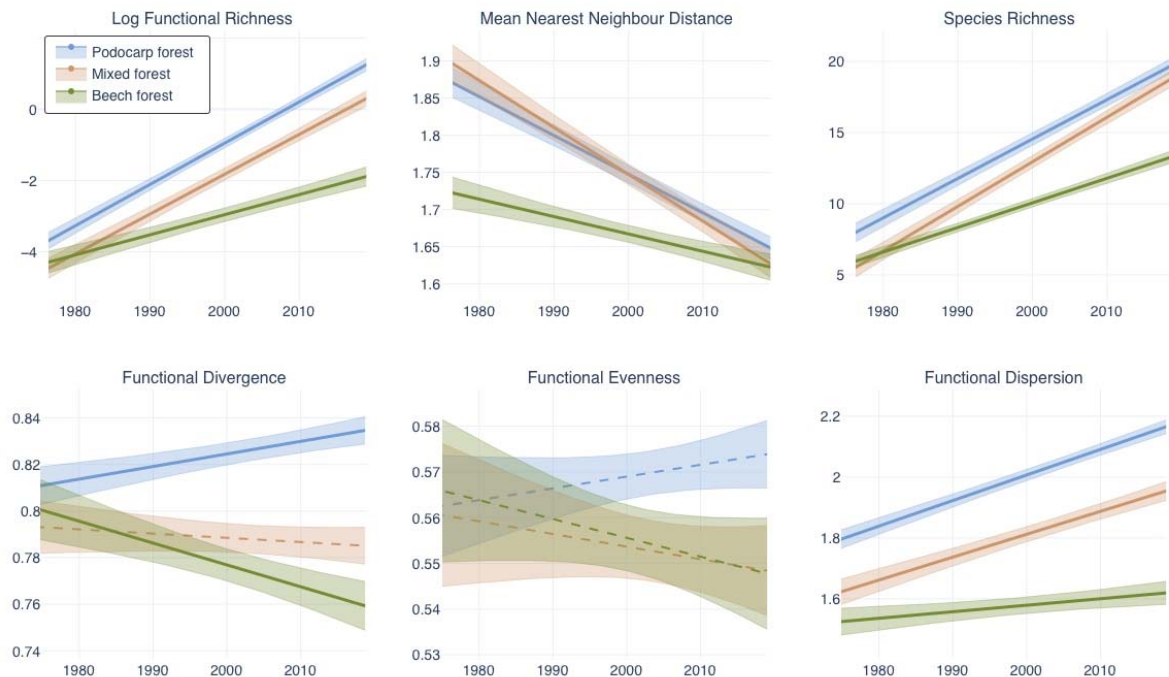 Log Functional Richness
Podocarp forest
Mixed forest
Beech forest
0
−2
−4
1980 1990 2000 2010
Mean Nearest Neighbour Distance
1.9
1.85
1.8
1.75
1.7
1.65
1.6
1980 1990 2000 2010
Species Richness
20
15
10
5
1980 1990 2000 2010
Functional Divergence
0.84
0.82
0.8
0.78
0.76
0.74
1980 1990 2000 2010
Functional Evenness
0.58
0.57
0.56
0.55
0.54
0.53
1980 1990 2000 2010
Functional Dispersion
2.2
2
1.8
1.6
1980 1990 2000 2010